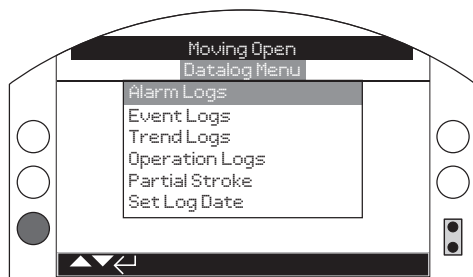 Moving Open
Datalog Menu
Alarm Logs
Event Logs
Trend Logs
Operation Logs
Partial Stroke
Set Log Date